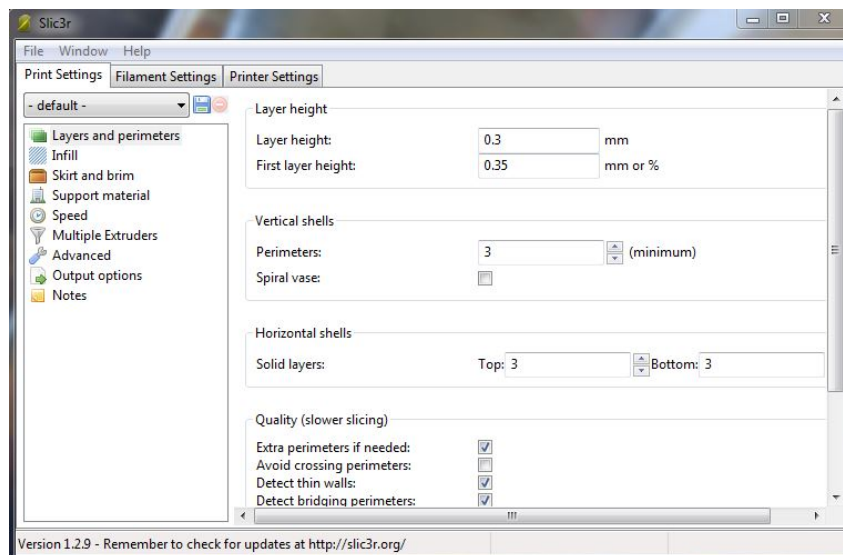 Slic3r
File Window Help
Print Settings Filament Settings Printer Settings
- default -
Layers and perimeters
Infill
Skirt and brim
Support material
Speed
Multiple Extruders
Advanced
Output options
Notes
Layer height
Layer height: 0.3 mm
First layer height: 0.35 mm or %
Vertical shells
Perimeters: 3 (minimum)
Spiral vase:
Horizontal shells
Solid layers: Top: 3 Bottom: 3
Quality (slower slicing)
Extra perimeters if needed:
Avoid crossing perimeters:
Detect thin walls:
Detect bridging perimeters:
Version 1.2.9 - Remember to check for updates at http://slic3r.org/